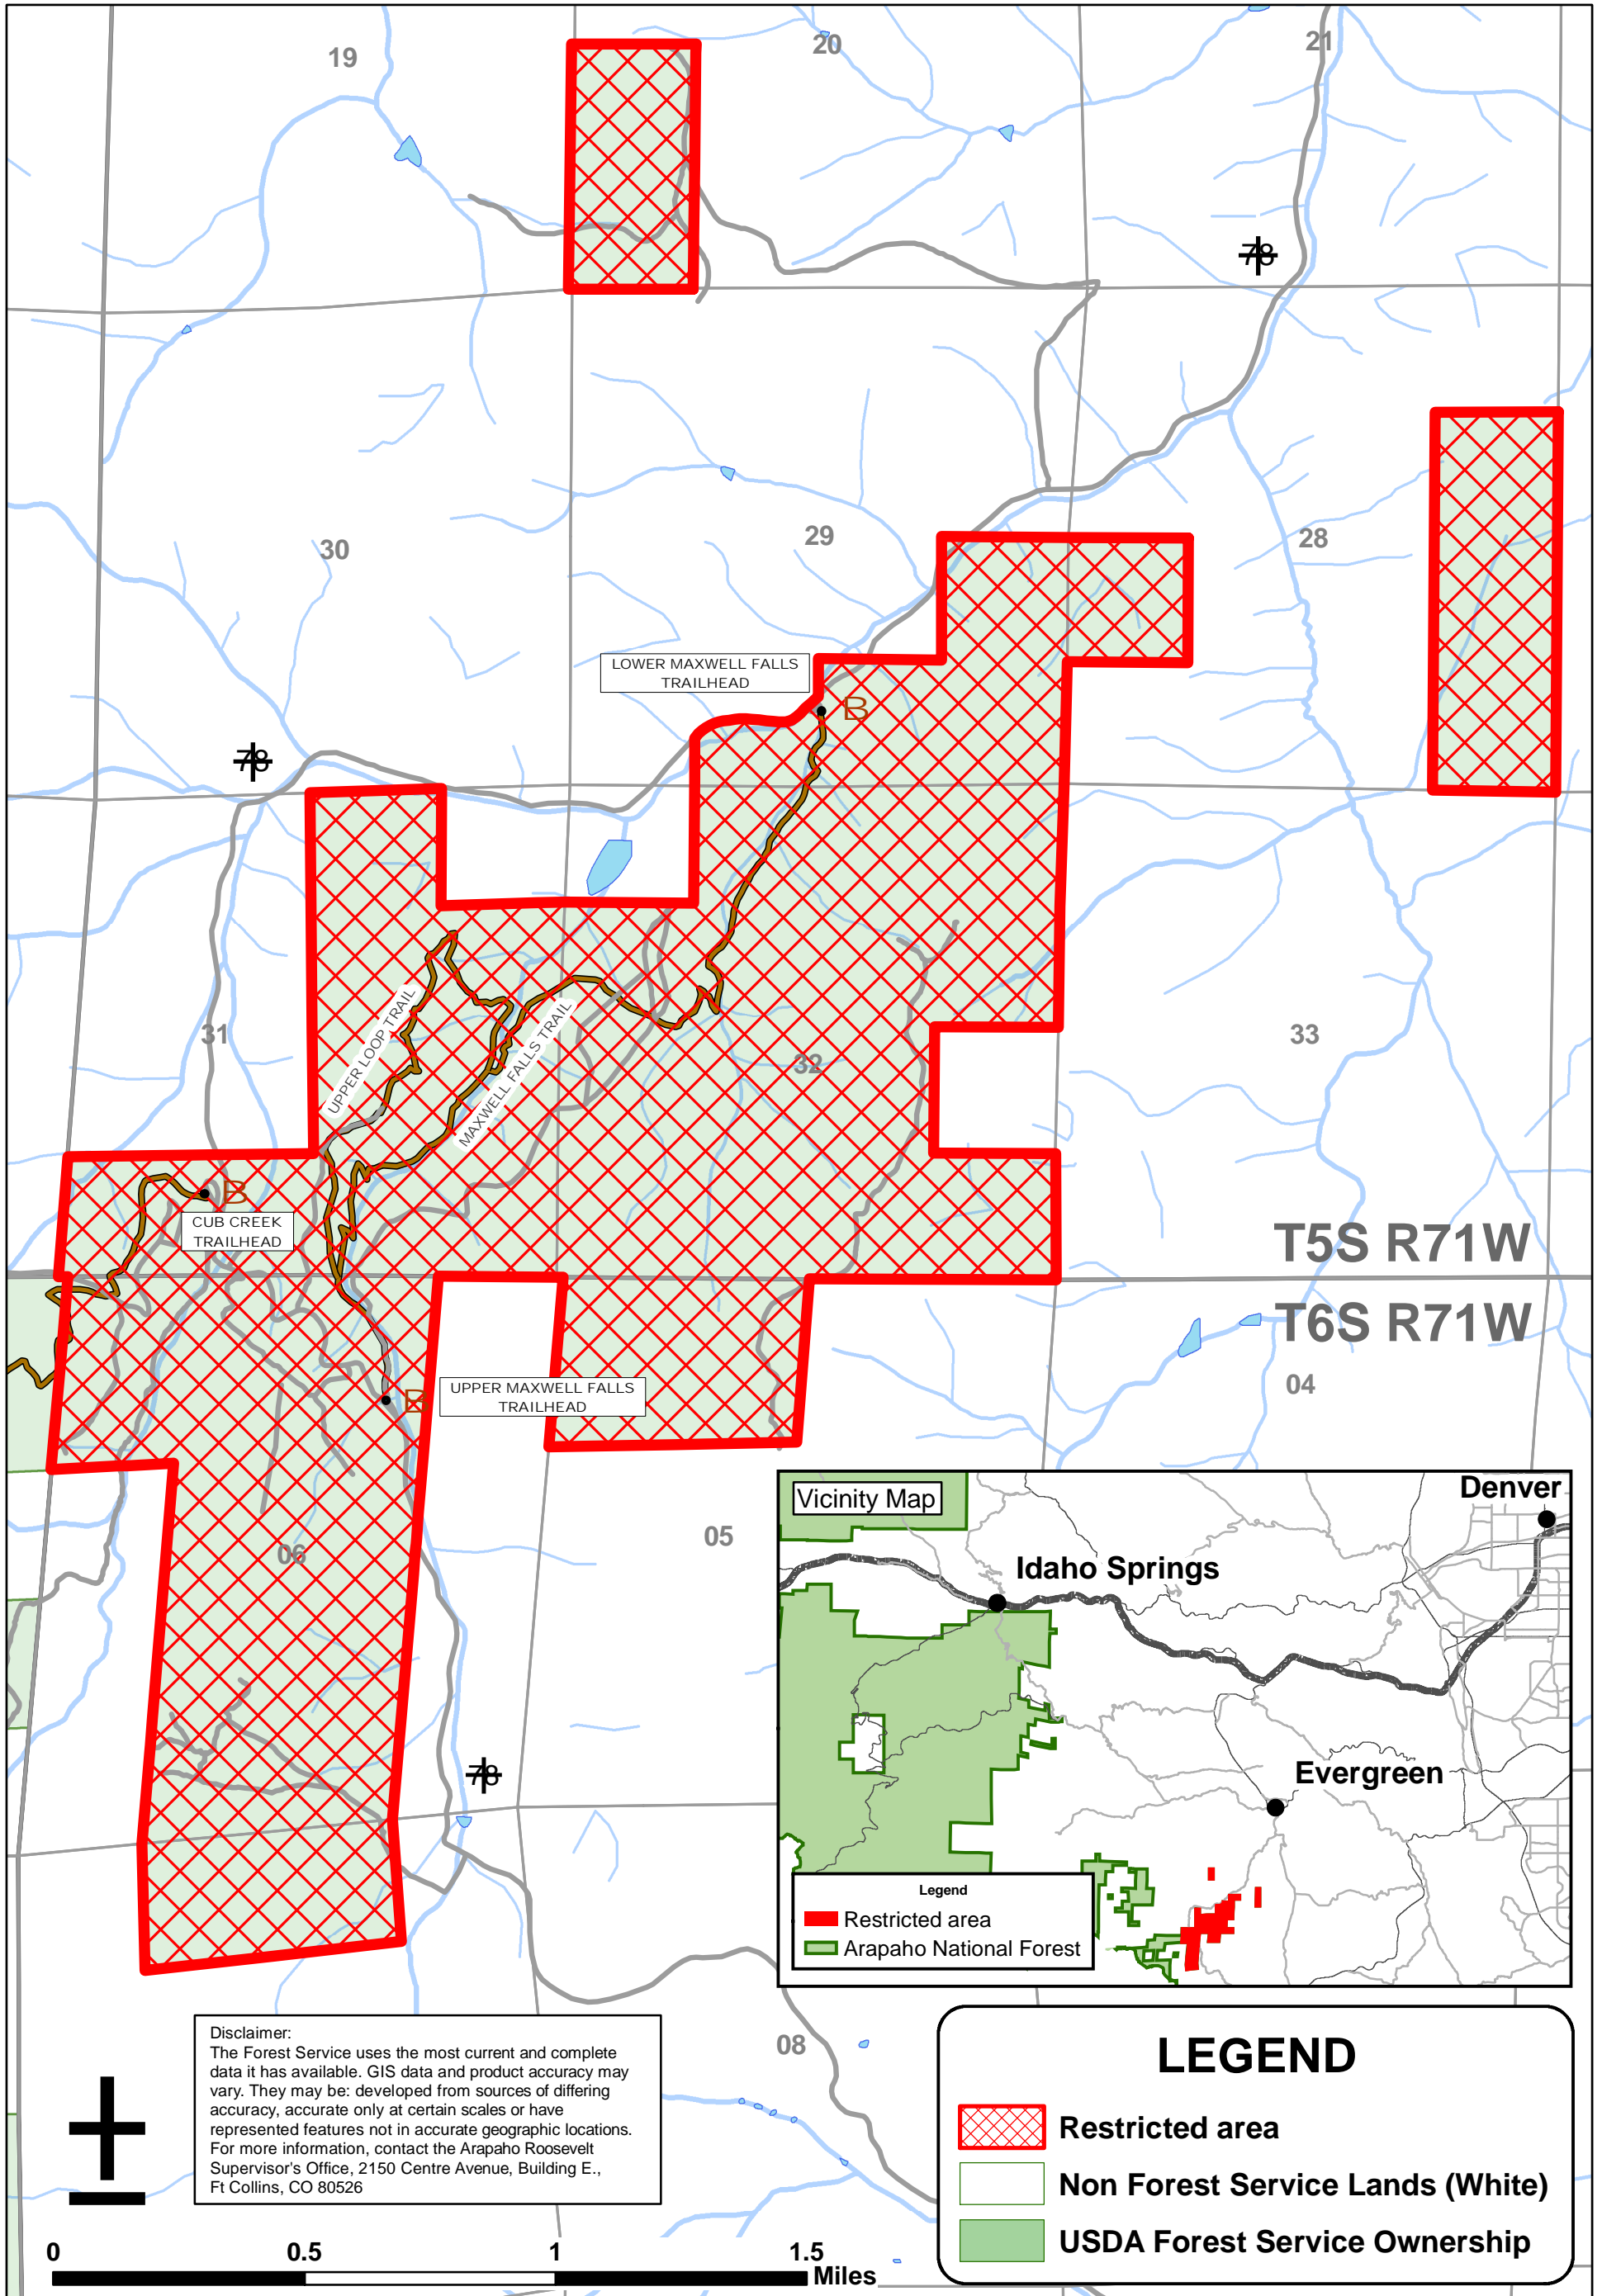 19
20
21
78
30
29
28
LOWER MAXWELL FALLS
TRAILHEAD
B
78
31
UPPER LOOP TRAIL
MAXWELL FALLS TRAIL
32
33
B
CUB CREEK
TRAILHEAD
T5S R71W
T6S R71W
04
B
UPPER MAXWELL FALLS
TRAILHEAD
05
06
78
Vicinity Map
Denver
Idaho Springs
Evergreen
Legend
Restricted area
Arapaho National Forest
08
Disclaimer:
The Forest Service uses the most current and complete
data it has available. GIS data and product accuracy may
vary. They may be: developed from sources of differing
accuracy, accurate only at certain scales or have
represented features not in accurate geographic locations.
For more information, contact the Arapaho Roosevelt
Supervisor's Office, 2150 Centre Avenue, Building E.,
Ft Collins, CO 80526
±
LEGEND
Restricted area
Non Forest Service Lands (White)
USDA Forest Service Ownership
0 0.5 1 1.5
Miles